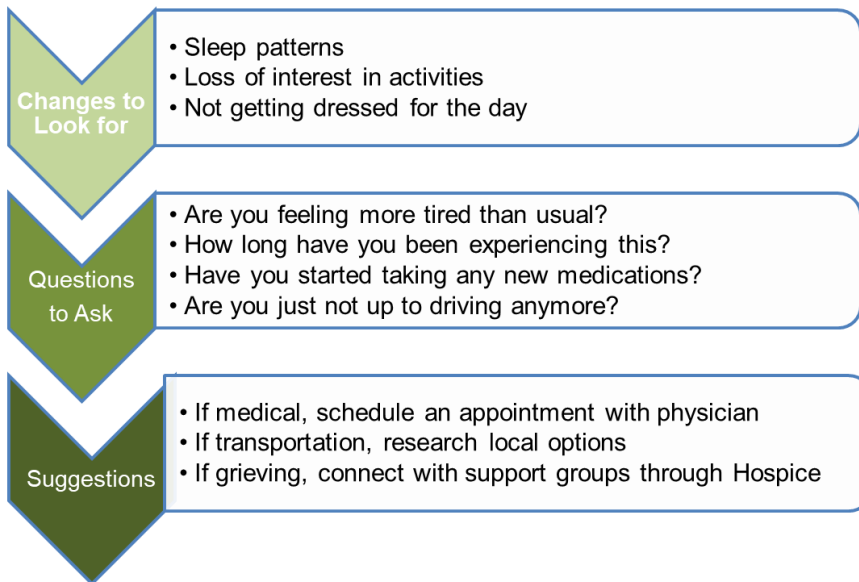 Changes to
Look for
• Sleep patterns
• Loss of interest in activities
• Not getting dressed for the day
Questions
to Ask
• Are you feeling more tired than usual?
• How long have you been experiencing this?
• Have you started taking any new medications?
• Are you just not up to driving anymore?
Suggestions
• If medical, schedule an appointment with physician
• If transportation, research local options
• If grieving, connect with support groups through Hospice